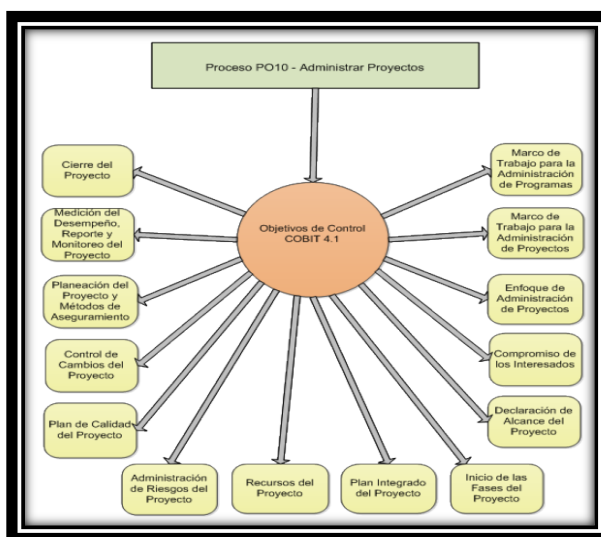 Proceso PO10 - Administrar Proyectos
Objetivos de Control
COBIT 4.1
Cierre del
Proyecto
Medición del
Desempeño,
Reporte y
Monitoreo del
Proyecto
Planeación del
Proyecto y
Métodos de
Aseguramiento
Control de
Cambios del
Proyecto
Plan de Calidad
del Proyecto
Administración
de Riesgos del
Proyecto
Recursos del
Proyecto
Plan Integrado
del Proyecto
Inicio de las
Fases del
Proyecto
Declaración de
Alcance del
Proyecto
Compromiso de
los Interesados
Enfoque de
Administración
de Proyectos
Marco de
Trabajo para la
Administración
de Proyectos
Marco de
Trabajo para la
Administración
de Programas